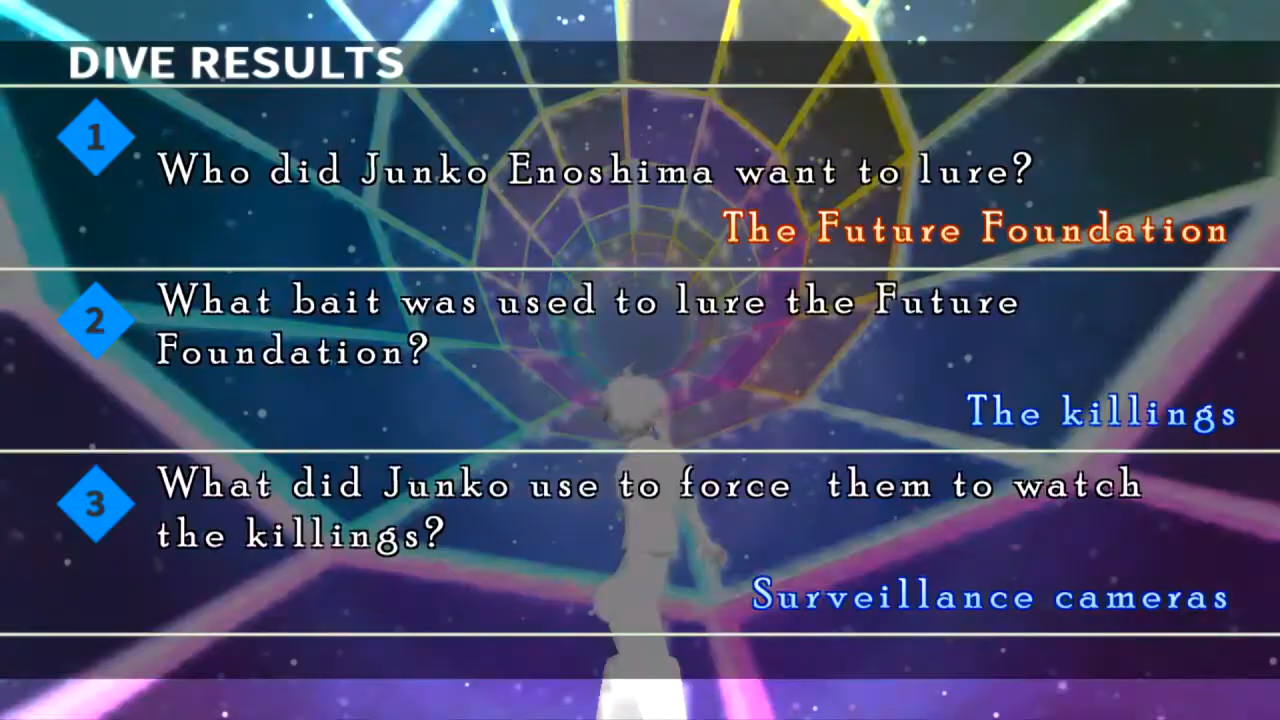 DIVE RESULTS
1
Who did Junko Enoshima want to lure?
The Future Foundation
2
What bait was used to lure the Future
Foundation?
The killings
3
What did Junko use to force  them to watch
the killings?
Surveillance cameras